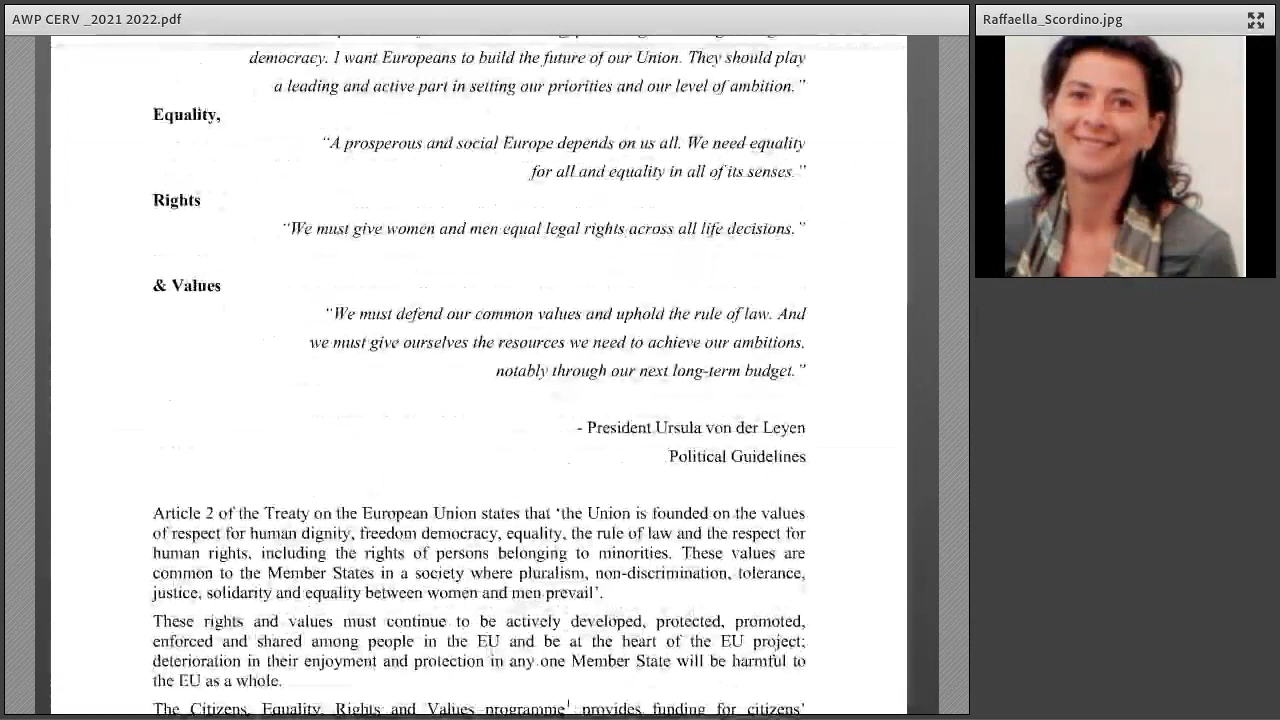 AWP CERV _2021 2022.pdf
Raffaella_Scordino.jpg
democracy. I want Europeans to build the future of our Union. They should play
a leading and active part in setting our priorities and our level of ambition.”
Equality,
“A prosperous and social Europe depends on us all. We need equality
for all and equality in all of its senses.”
Rights
“We must give women and men equal legal rights across all life decisions.”
& Values
“We must defend our common values and uphold the rule of law. And
we must give ourselves the resources we need to achieve our ambitions,
notably through our next long-term budget.”
- President Ursula von der Leyen
Political Guidelines
Article 2 of the Treaty on the European Union states that ‘the Union is founded on the values
of respect for human dignity, freedom democracy, equality, the rule of law and the respect for
human rights, including the rights of persons belonging to minorities. These values are
common to the Member States in a society where pluralism, non-discrimination, tolerance,
justice, solidarity and equality between women and men prevail’.
These rights and values must continue to be actively developed, protected, promoted,
enforced and shared among people in the EU and be at the heart of the EU project;
deterioration in their enjoyment and protection in any one Member State will be harmful to
the EU as a whole.
The Citizens, Equality, Rights and Values programme¹ provides funding for citizens’